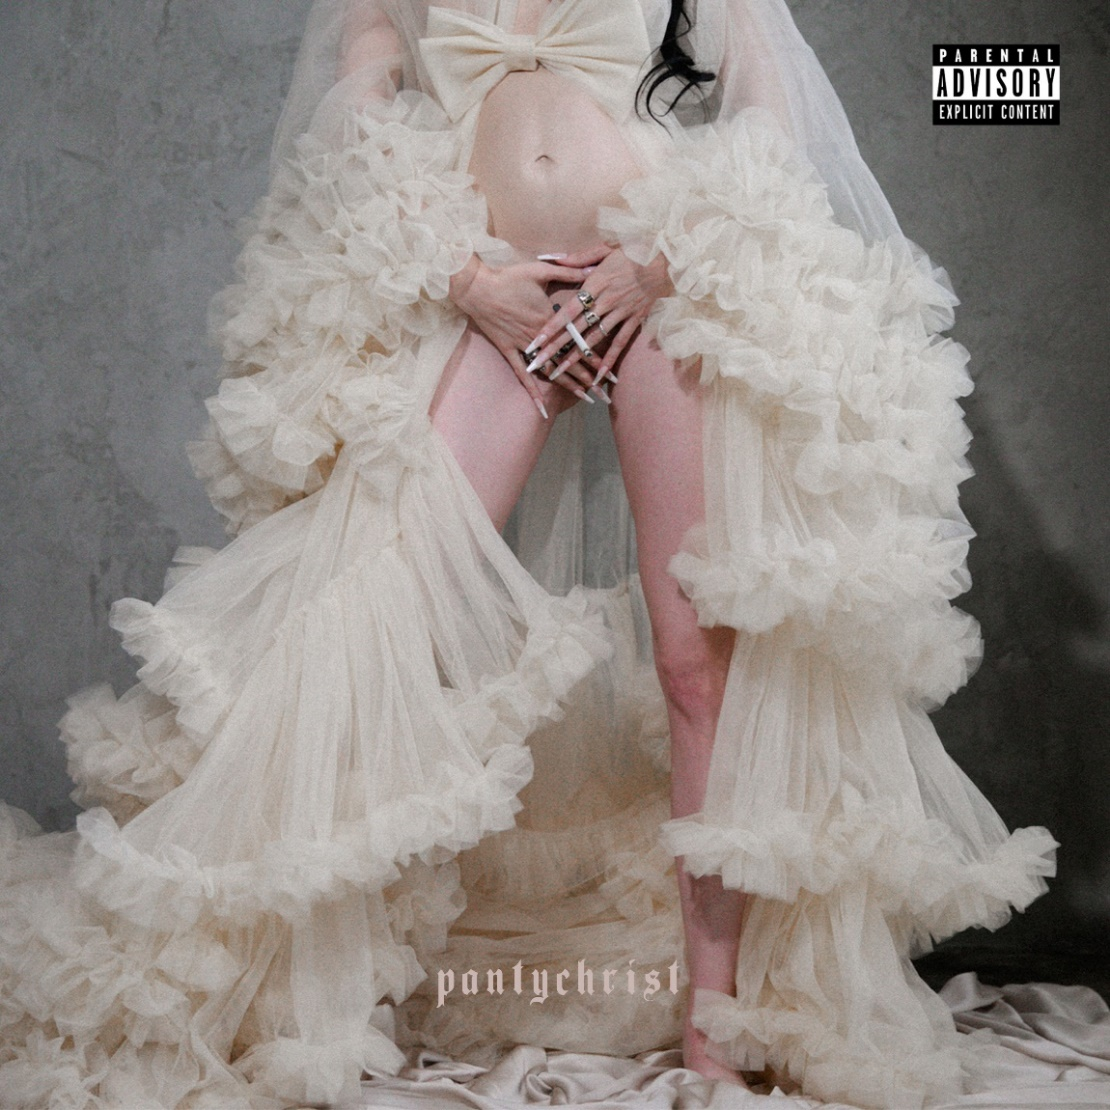 PARENTAL
ADVISORY
EXPLICIT CONTENT
pantychrist